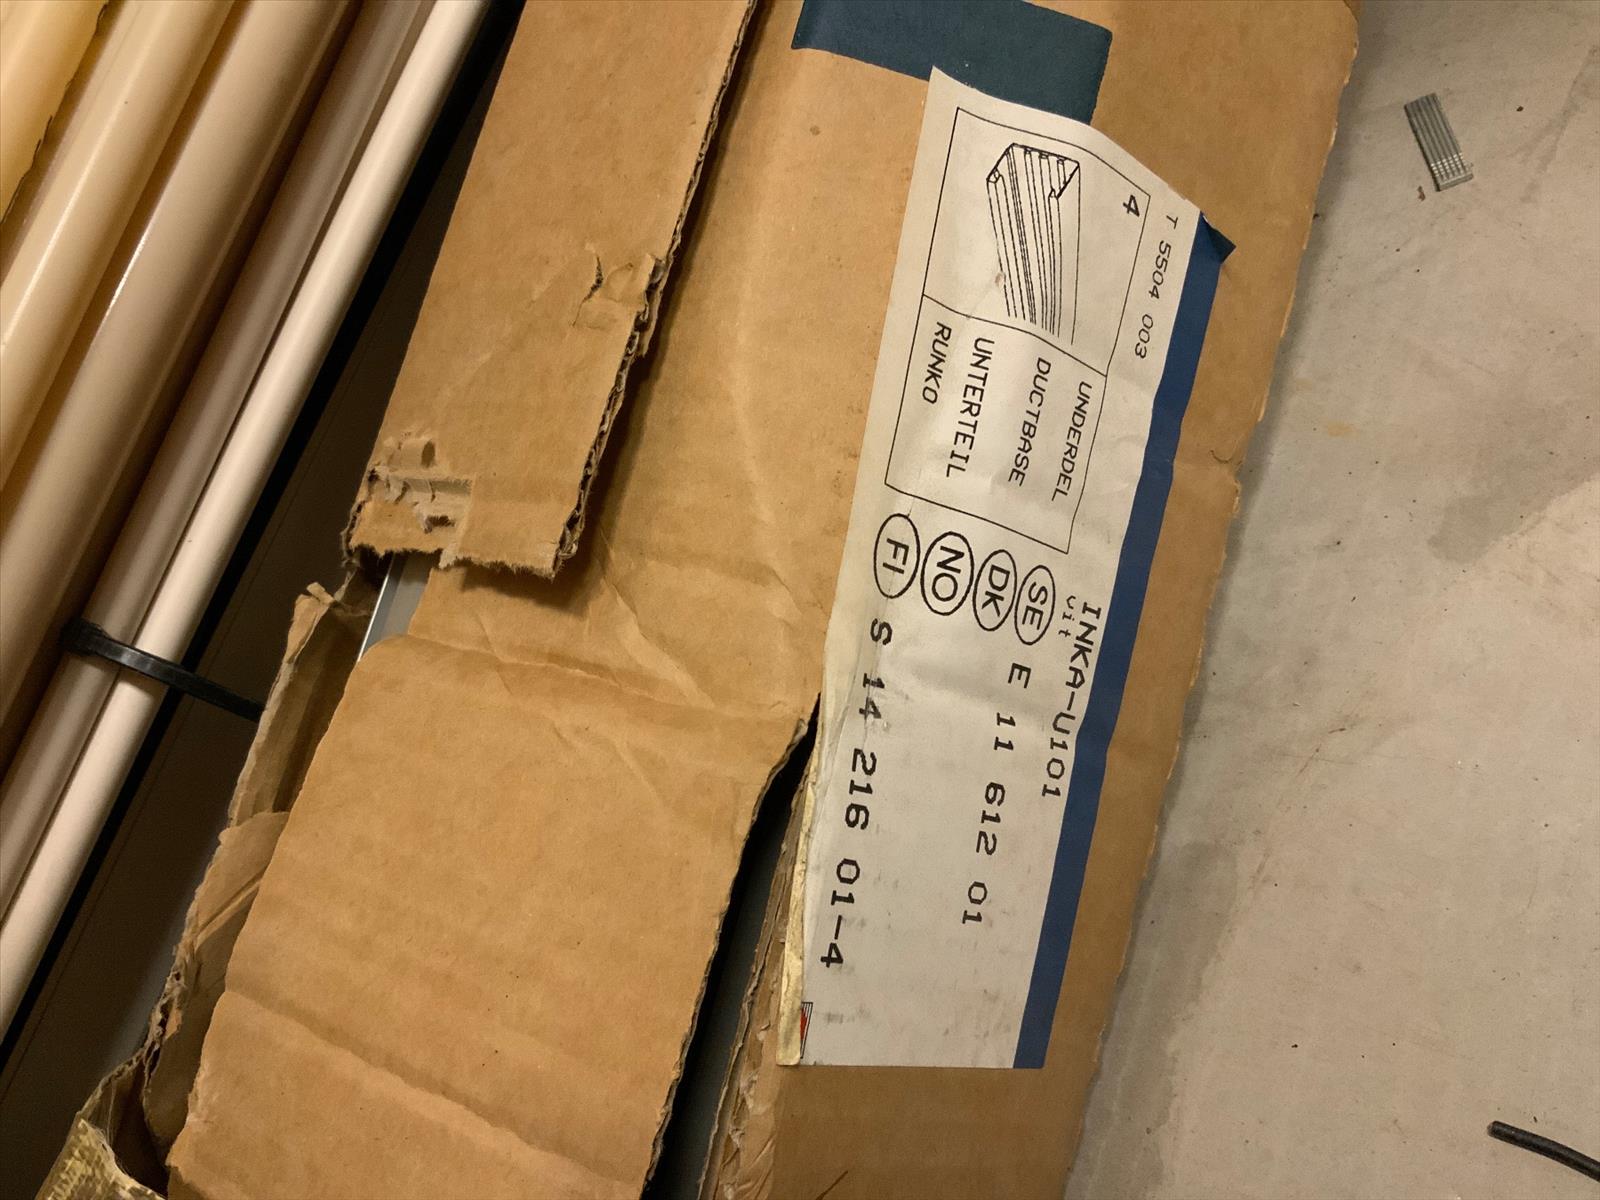 T 5504 003
4
UNDERDEL
DUCTBASE
UNTERTEIL
RUNKO
INKA-U101
vit
SE E 11 612 01
DK
NO
FI S 14 216 01-4